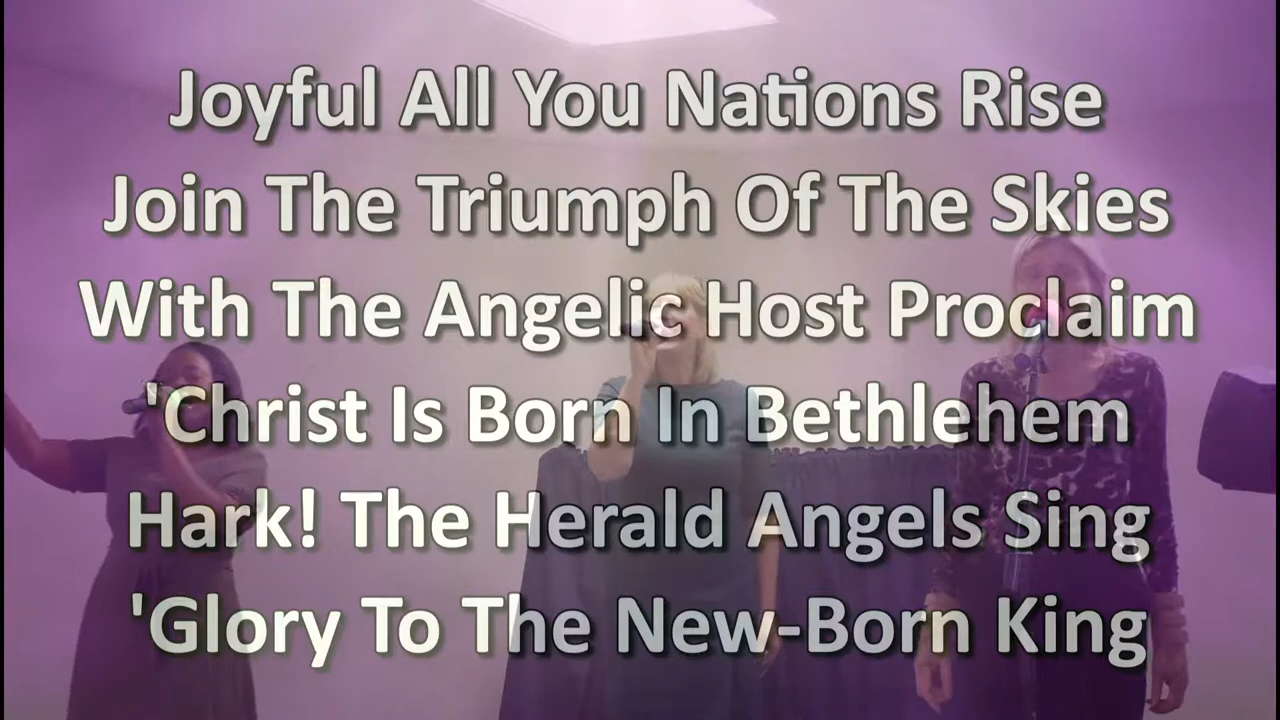 Joyful All You Nations Rise
Join The Triumph Of The Skies
With The Angelic Host Proclaim
'Christ Is Born In Bethlehem
Hark! The Herald Angels Sing
'Glory To The New-Born King